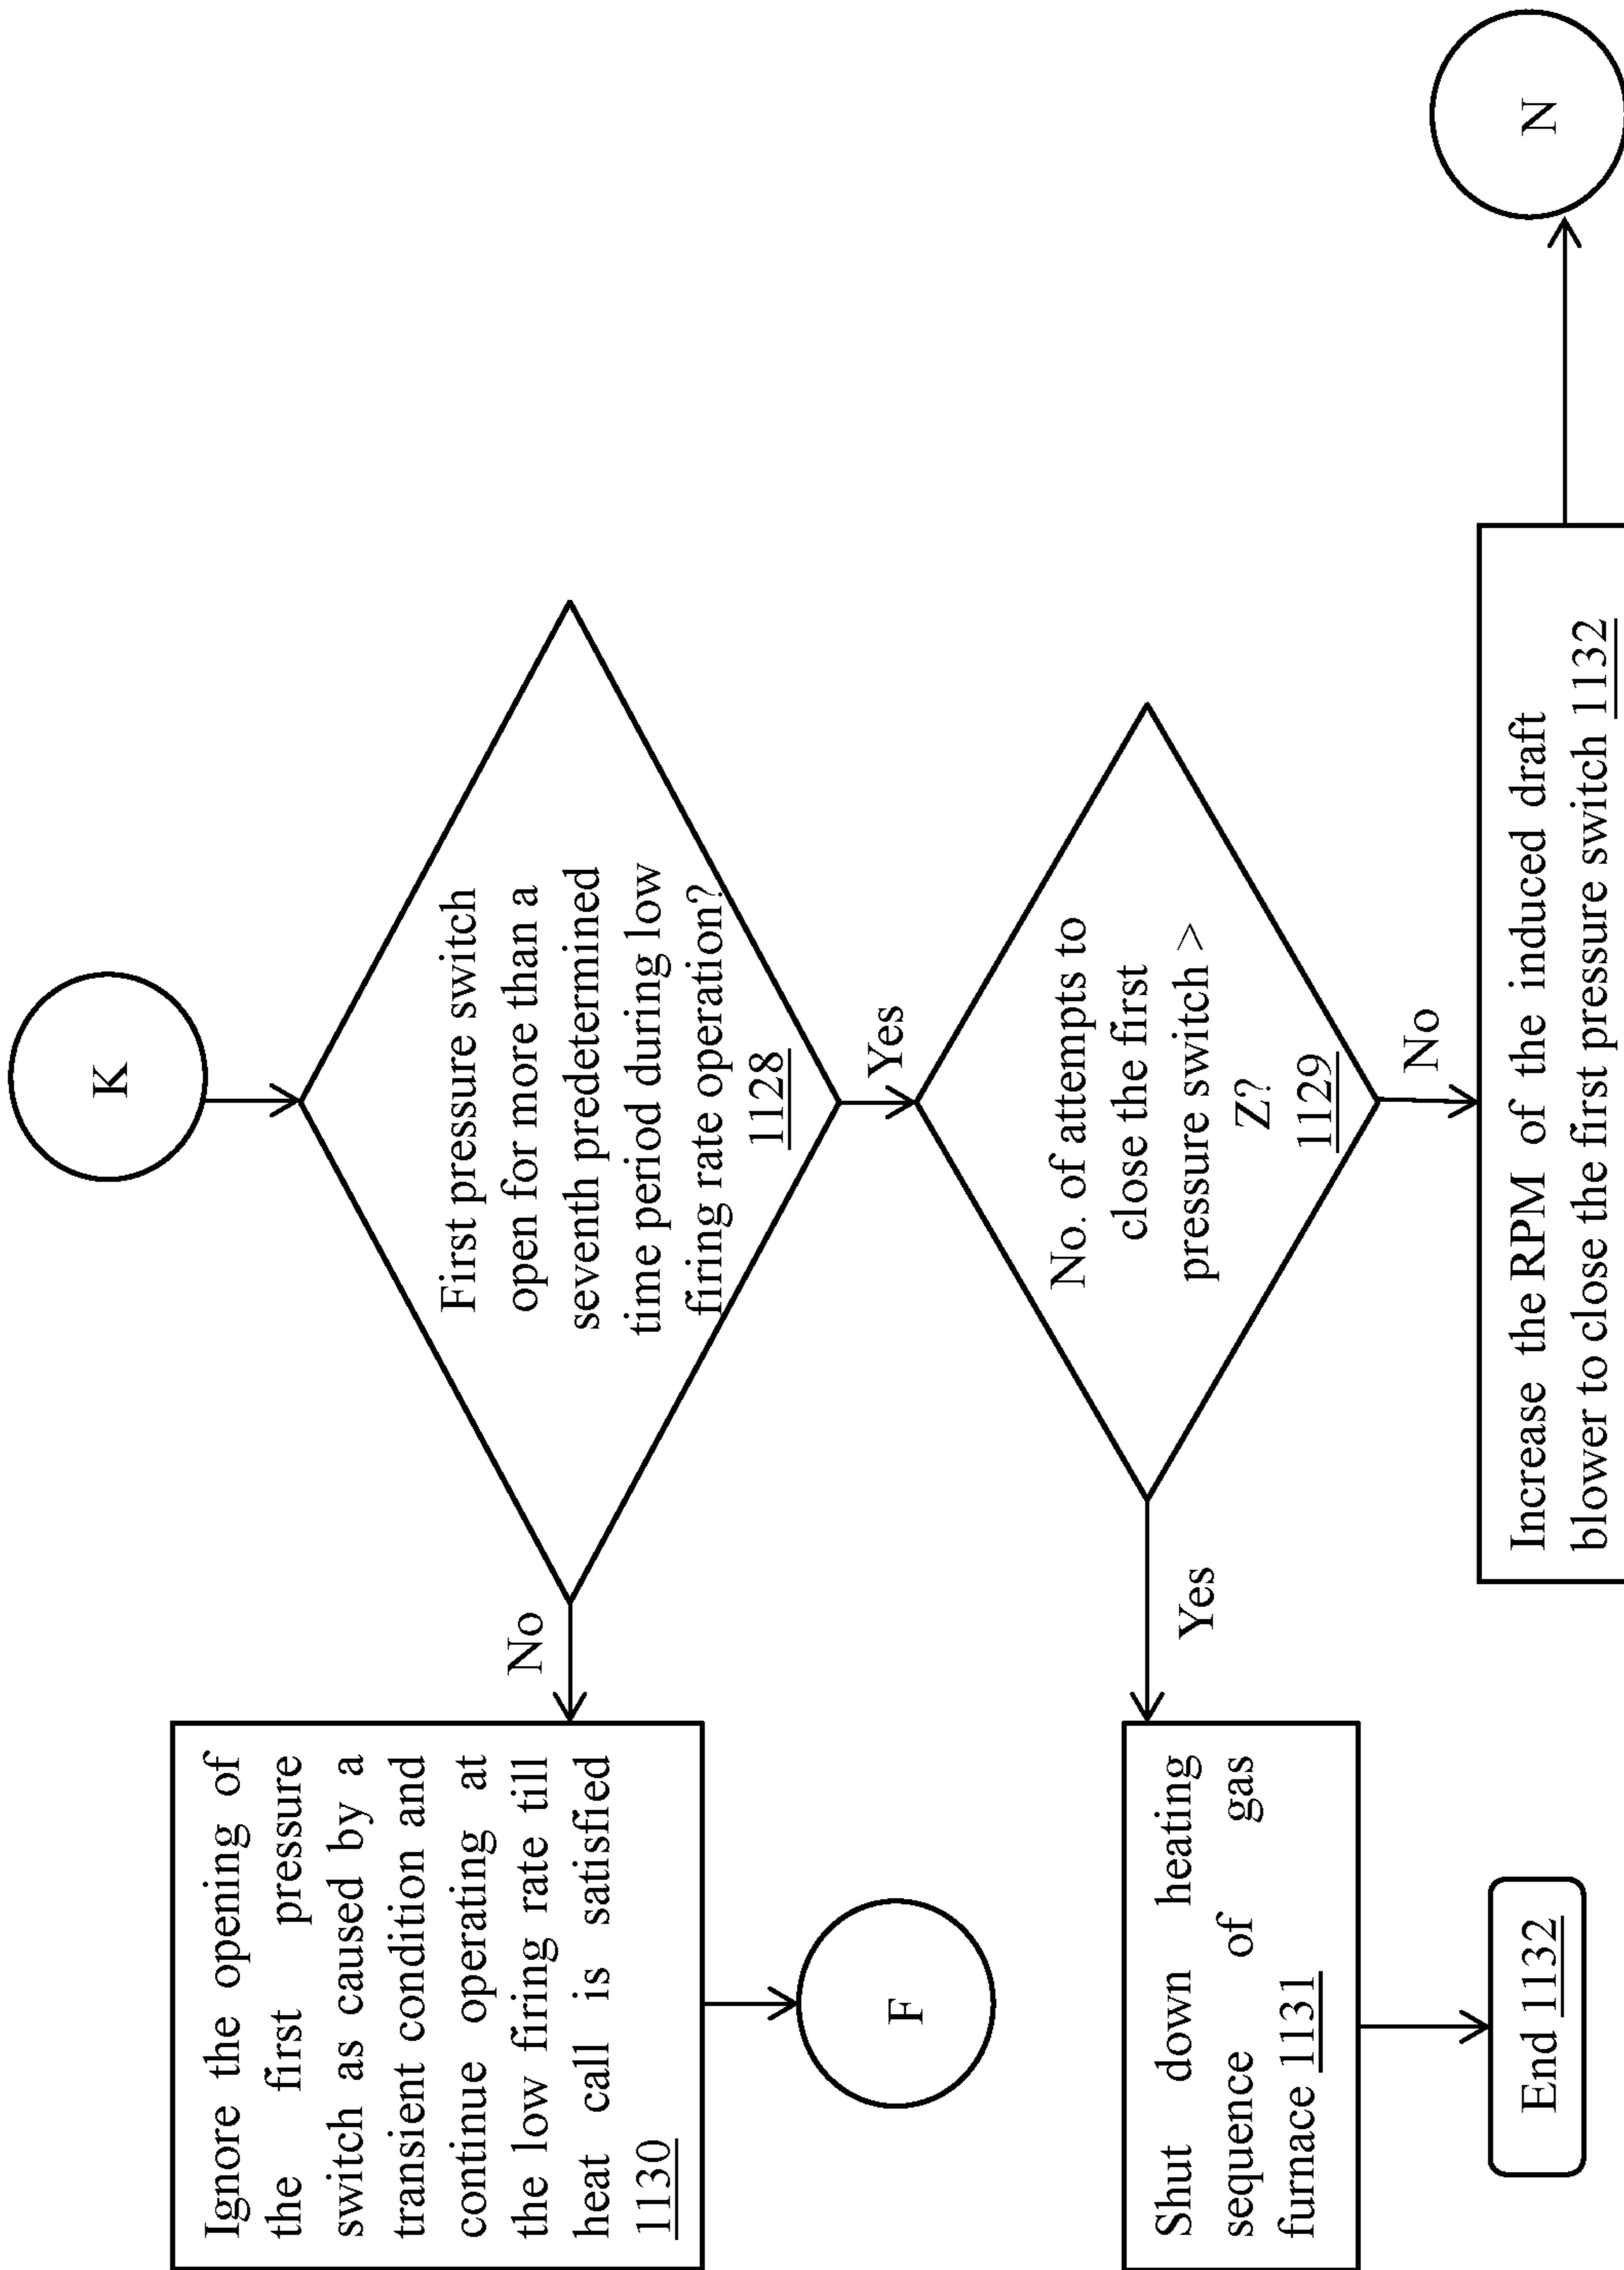 K
First pressure switch
open for more than a
seventh predetermined
time period during low
firing rate operation?
1128
No
Ignore the opening of
the first pressure
switch as caused by a
transient condition and
continue operating at
the low firing rate till
heat call is satisfied
1130
F
Yes
No. of attempts to
close the first
pressure switch >
Z?
1129
Yes
Shut down heating
sequence of gas
furnace 1131
End 1132
No
Increase the RPM of the induced draft
blower to close the first pressure switch 1132
N